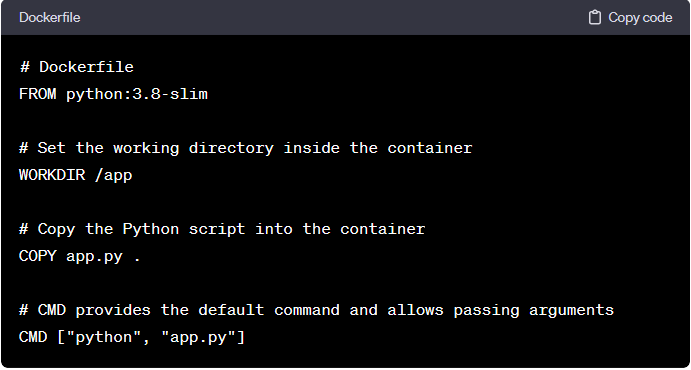 Dockerfile
Copy code
# Dockerfile
FROM python:3.8-slim
# Set the working directory inside the container
WORKDIR /app
# Copy the Python script into the container
COPY app.py .
# CMD provides the default command and allows passing arguments
CMD ["python", "app.py"]